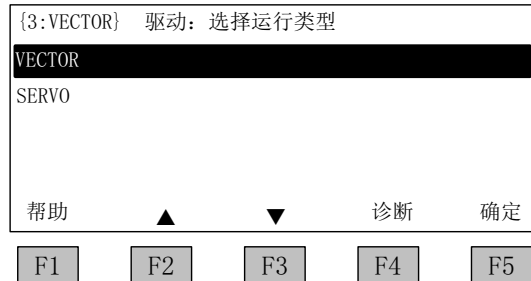 {3:VECTOR} 驱动：选择运行类型
VECTOR
SERVO
帮助 ▲ ▼ 诊断 确定
F1 F2 F3 F4 F5